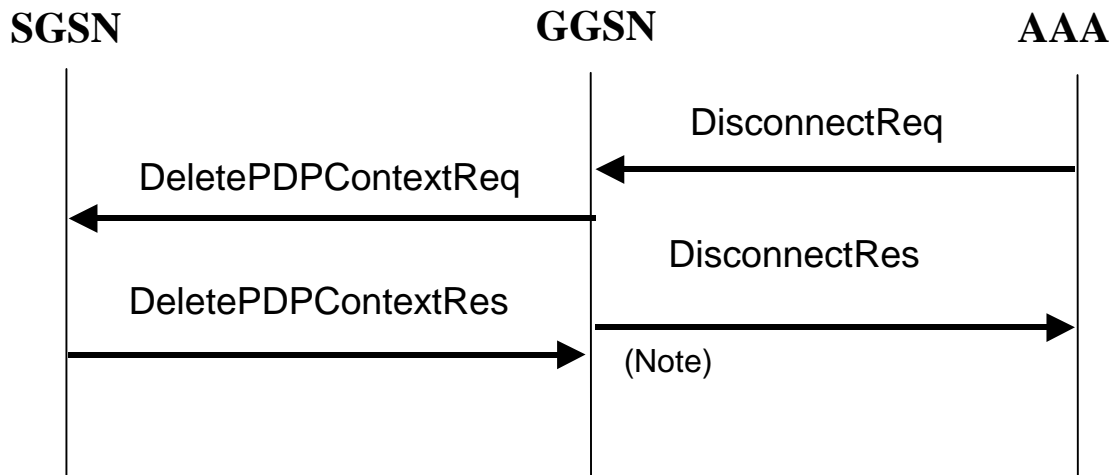 SGSN
GGSN
AAA
DisconnectReq
DeletePDPContextReq
DisconnectRes
DeletePDPContextRes
(Note)